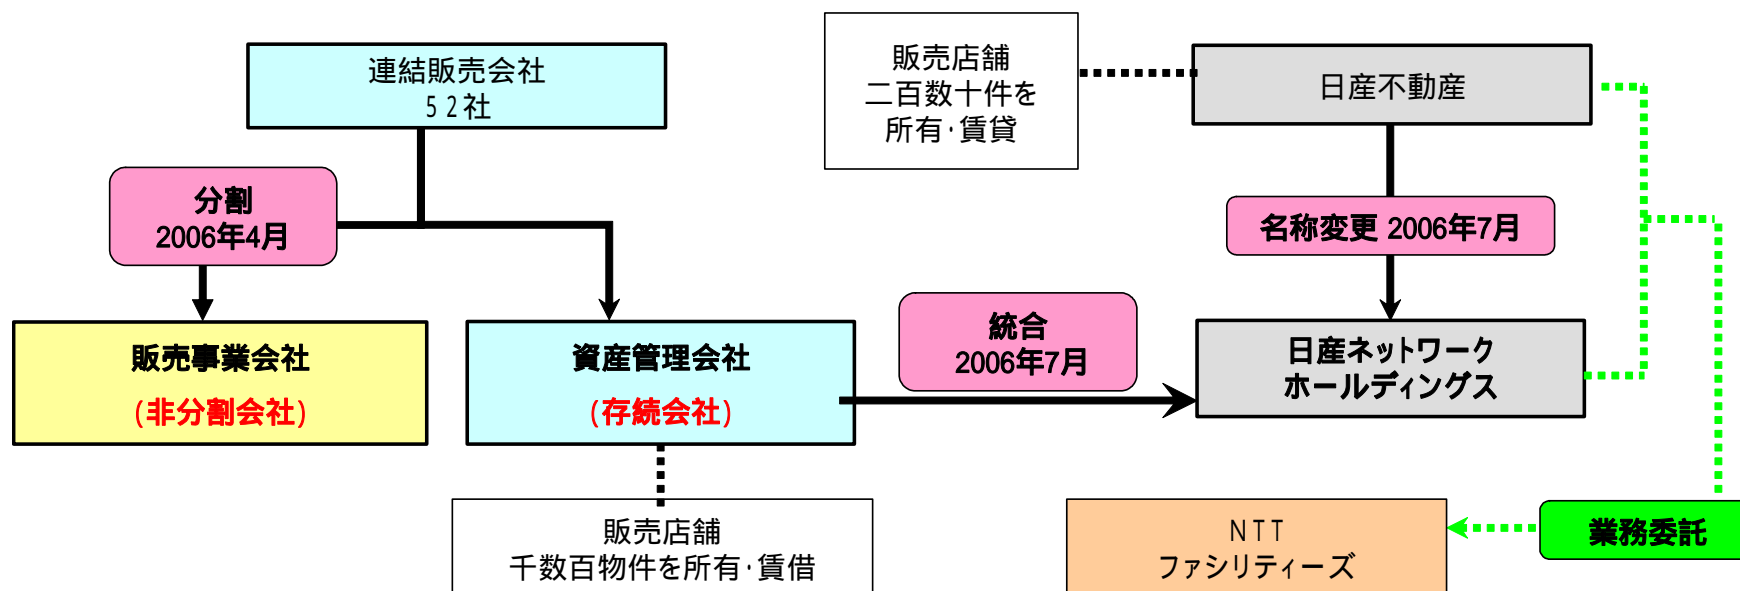 連結販売会社
５２社
販売店舗
二百数十件を
所有・賃貸
日産不動産
分割
2006年4月
名称変更 2006年7月
販売事業会社
（非分割会社）
資産管理会社
（存続会社）
統合
2006年7月
日産ネットワーク
ホールディングス
販売店舗
千数百物件を所有・賃借
ＮＴＴ
ファシリティーズ
業務委託